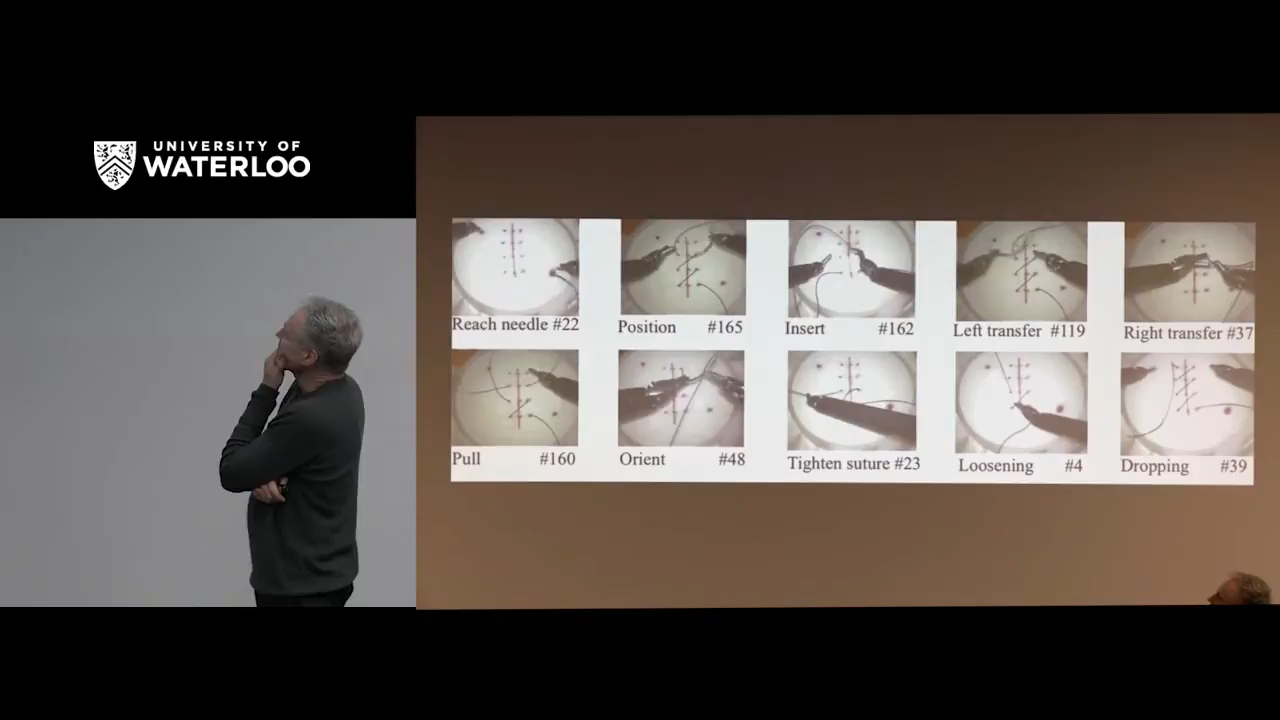 UNIVERSITY OF
WATERLOO
Reach needle #22
Position #165
Insert #162
Left transfer #119
Right transfer #37
Pull #160
Orient #48
Tighten suture #23
Loosening #4
Dropping #39